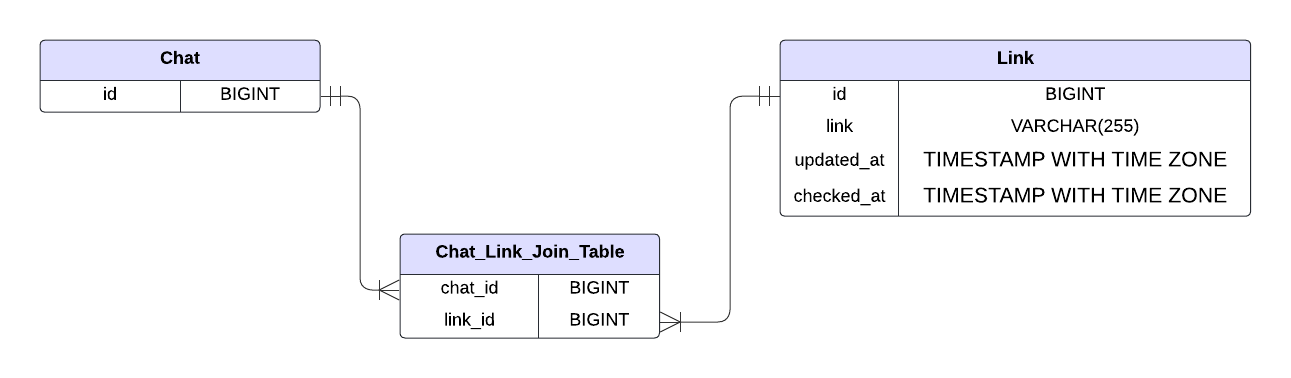 Chat
id BIGINT
Link
id BIGINT
link VARCHAR(255)
updated_at TIMESTAMP WITH TIME ZONE
checked_at TIMESTAMP WITH TIME ZONE
Chat_Link_Join_Table
chat_id BIGINT
link_id BIGINT